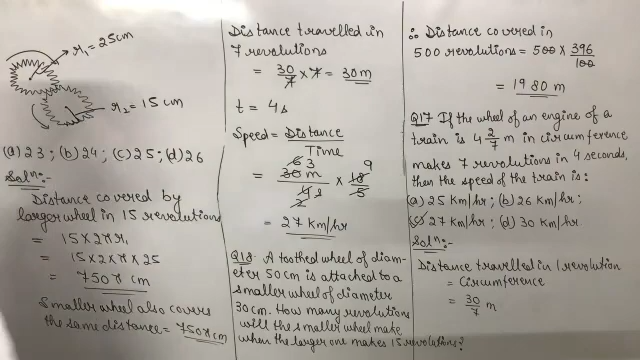 r₁ = 25cm
r₂ = 15 cm
(a) 23 ; (b) 24 ; (c) 25 ; (d) 26
Solⁿ:-
Distance covered by
larger wheel in 15 revolutions
= 15 × 2πr₁
= 15 × 2 × π × 25
= 750π cm
Smaller wheel also covers
the same distance = 750π cm
Distance travelled in
7 revolutions
= 30/7 × 7 = 30 m
t = 4s
Speed = Distance
Time
= 30 m / 4 s × 18/5
= 27 Km/hr
Q18. A toothed wheel of diam-
eter 50cm is attached to a
smaller wheel of diameter
30cm. How many revolutions
will the smaller wheel make
when the larger one makes 15 revolutions?
∴ Distance covered in
500 revolutions = 500 × 396/100
= 1980 m
Q17 If the wheel of an engine of a
train is 4 2/7 m in circumference
makes 7 revolutions in 4 seconds,
then the speed of the train is:
(a) 25 Km/hr ; (b) 26 Km/hr ;
(c) 27 Km/hr ; (d) 30 Km/hr
Solⁿ:-
Distance travelled in 1 revolution
= circumference
= 30/7 m